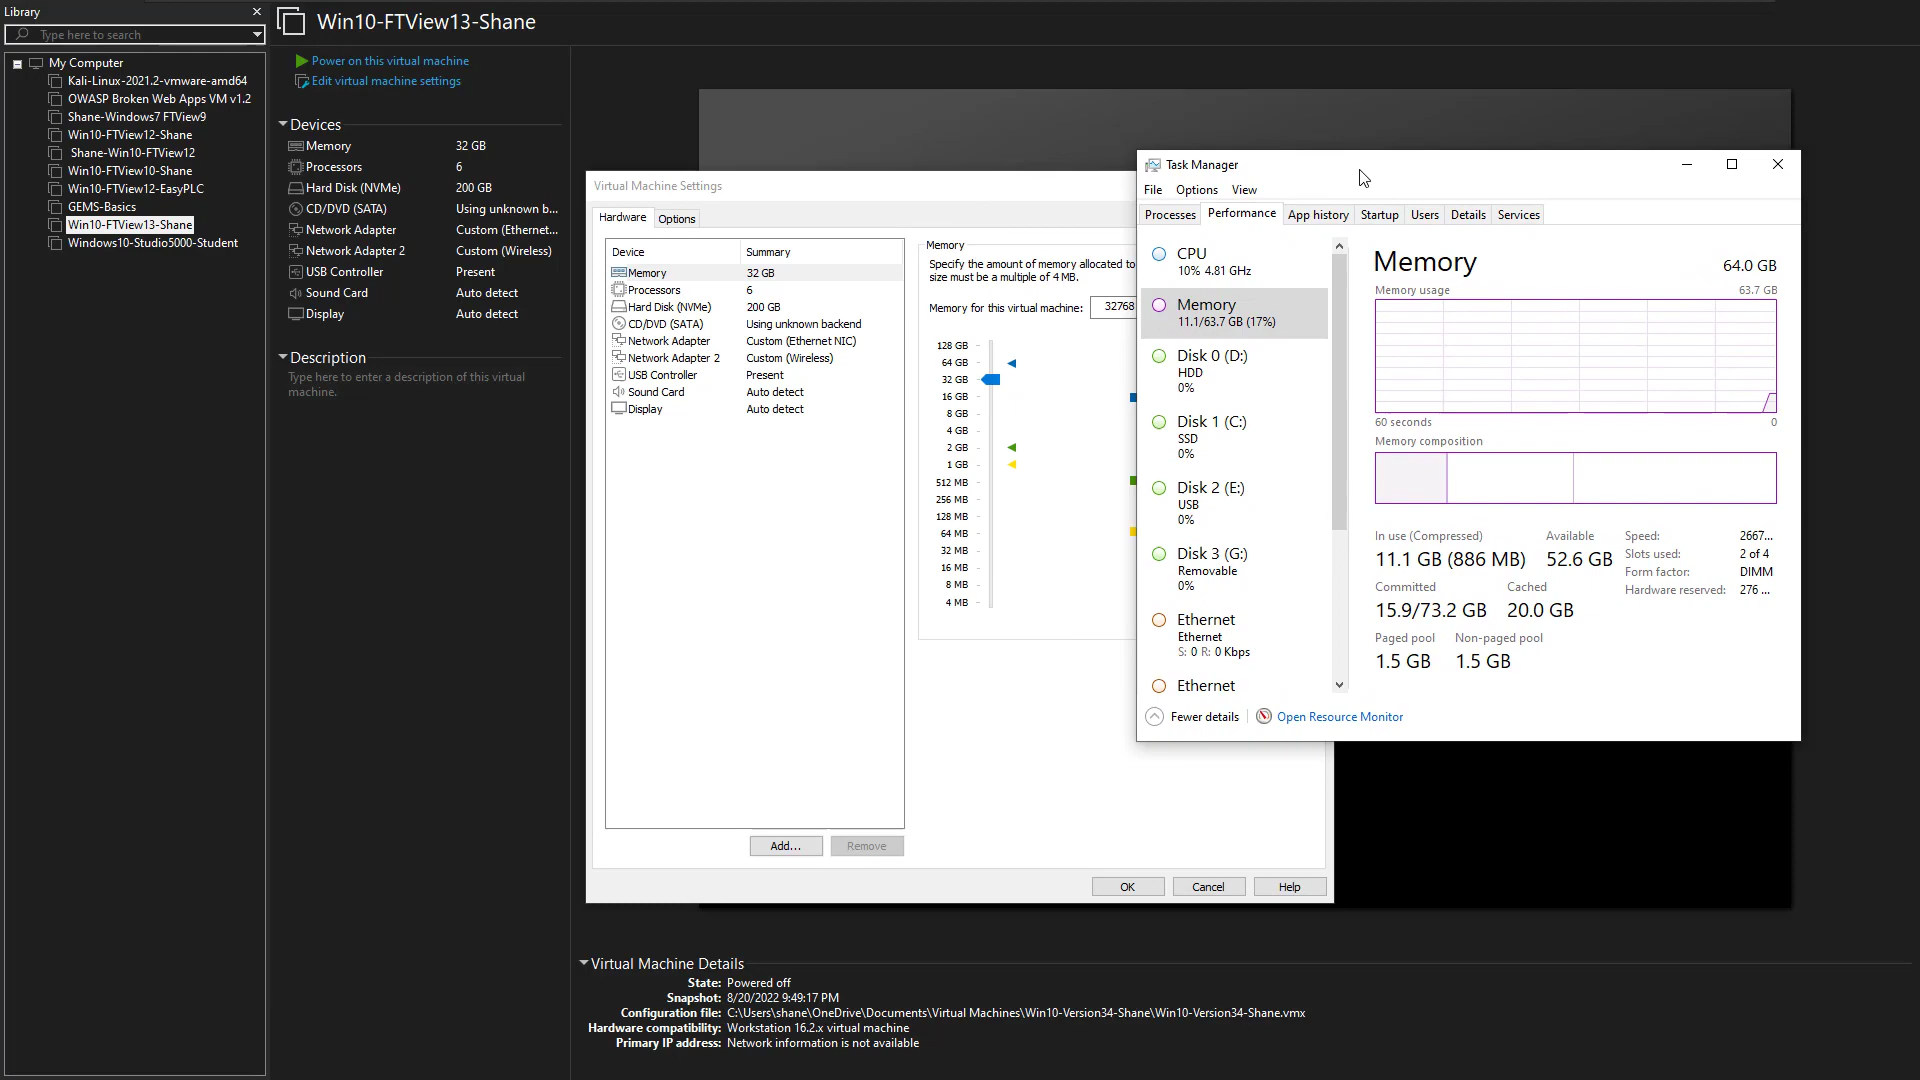 Library
Type here to search
My Computer
Kali-Linux-2021.2-vmware-amd64
OWASP Broken Web Apps VM v1.2
Shane-Windows7 FTView9
Win10-FTView12-Shane
Shane-Win10-FTView12
Win10-FTView10-Shane
Win10-FTView12-EasyPLC
GEMS-Basics
Win10-FTView13-Shane
Windows10-Studio5000-Student
Win10-FTView13-Shane
Power on this virtual machine
Edit virtual machine settings
Devices
Memory 32 GB
Processors 6
Hard Disk (NVMe) 200 GB
CD/DVD (SATA) Using unknown b...
Network Adapter Custom (Ethernet...
Network Adapter 2 Custom (Wireless)
USB Controller Present
Sound Card Auto detect
Display Auto detect
Description
Type here to enter a description of this virtual
machine.
Virtual Machine Settings
Hardware Options
Device Summary
Memory 32 GB
Processors 6
Hard Disk (NVMe) 200 GB
CD/DVD (SATA) Using unknown backend
Network Adapter Custom (Ethernet NIC)
Network Adapter 2 Custom (Wireless)
USB Controller Present
Sound Card Auto detect
Display Auto detect
Add... Remove
Memory
Specify the amount of memory allocated to
size must be a multiple of 4 MB.
Memory for this virtual machine: 32768
128 GB
64 GB
32 GB
16 GB
8 GB
4 GB
2 GB
1 GB
512 MB
256 MB
128 MB
64 MB
32 MB
16 MB
8 MB
4 MB
OK Cancel Help
Task Manager
File Options View
Processes Performance App history Startup Users Details Services
CPU
10% 4.81 GHz
Memory
11.1/63.7 GB (17%)
Disk 0 (D:)
HDD
0%
Disk 1 (C:)
SSD
0%
Disk 2 (E:)
USB
0%
Disk 3 (G:)
Removable
0%
Ethernet
Ethernet
S: 0 R: 0 Kbps
Ethernet
Memory 64.0 GB
Memory usage 63.7 GB
60 seconds 0
Memory composition
In use (Compressed) Available
11.1 GB (886 MB) 52.6 GB
Committed Cached
15.9/73.2 GB 20.0 GB
Paged pool Non-paged pool
1.5 GB 1.5 GB
Speed: 2667...
Slots used: 2 of 4
Form factor: DIMM
Hardware reserved: 276 ...
Fewer details Open Resource Monitor
Virtual Machine Details
State: Powered off
Snapshot: 8/20/2022 9:49:17 PM
Configuration file: C:\Users\shane\OneDrive\Documents\Virtual Machines\Win10-Version34-Shane\Win10-Version34-Shane.vmx
Hardware compatibility: Workstation 16.2.x virtual machine
Primary IP address: Network information is not available